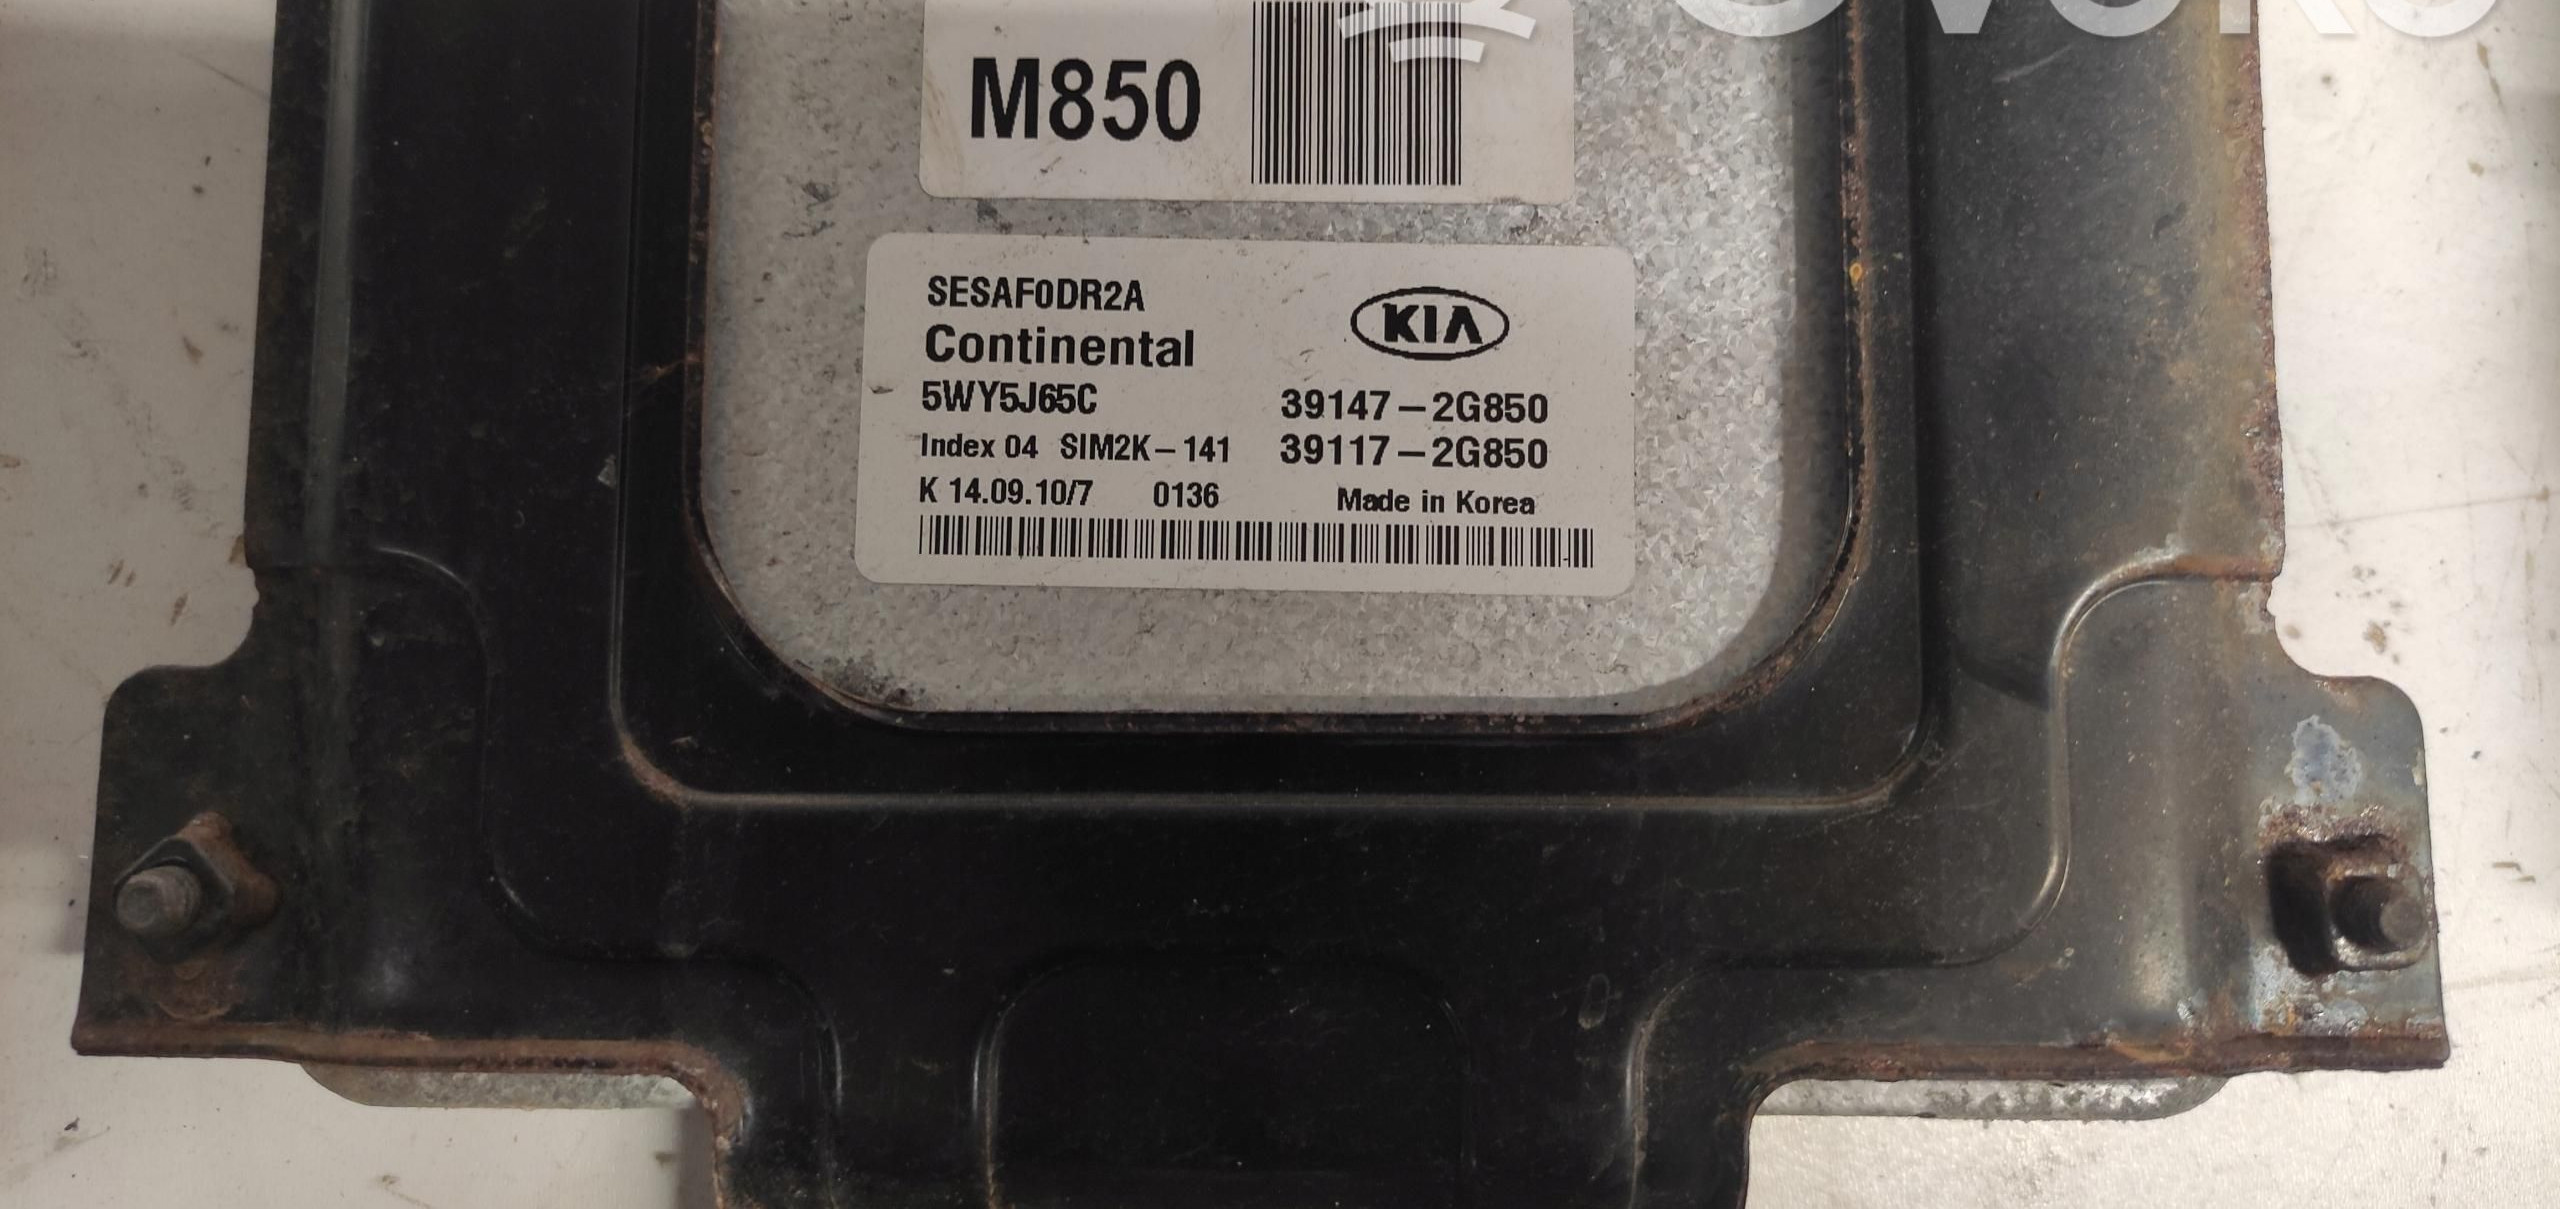 M850
SESAF0DR2A
KIA
Continental
5WY5J65C 39147-2G850
Index 04 SIM2K-141 39117-2G850
K 14.09.10/7 0136 Made in Korea